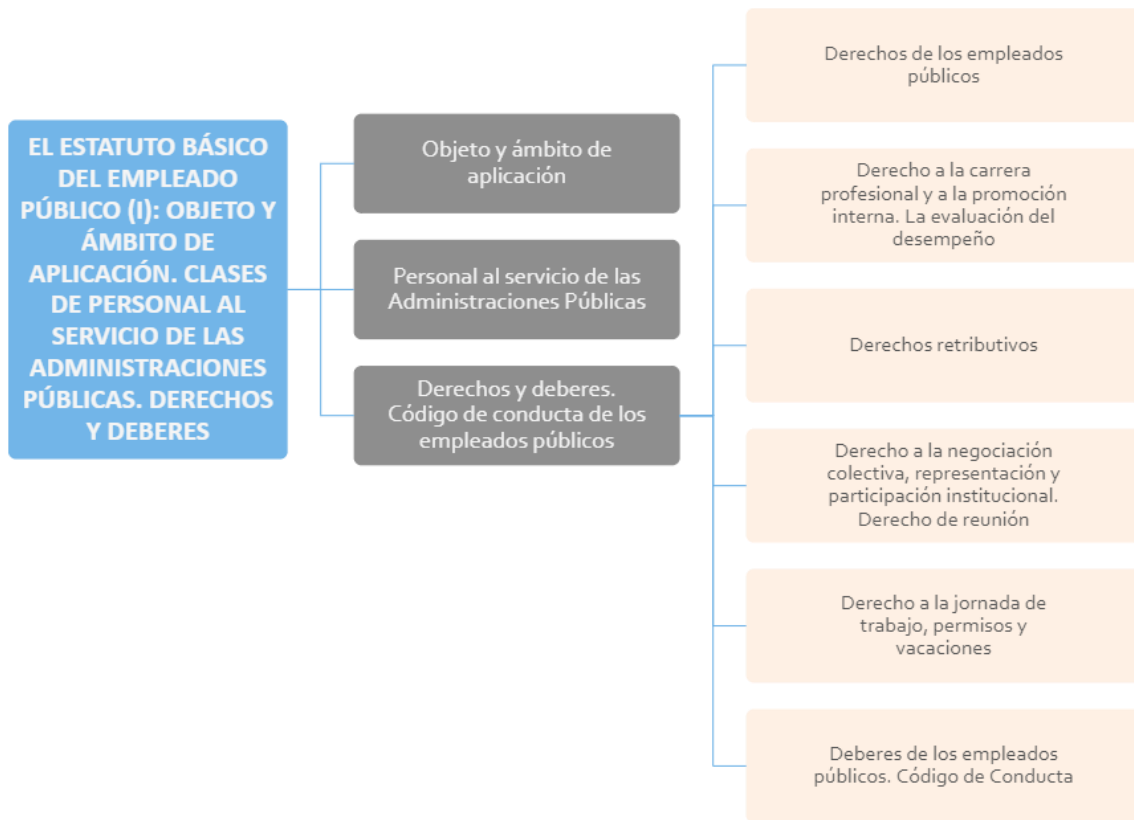 EL ESTATUTO BÁSICO
DEL EMPLEADO
PÚBLICO (I): OBJETO Y
ÁMBITO DE
APLICACIÓN. CLASES
DE PERSONAL AL
SERVICIO DE LAS
ADMINISTRACIONES
PÚBLICAS. DERECHOS
Y DEBERES
Objeto y ámbito de
aplicación
Personal al servicio de las
Administraciones Públicas
Derechos y deberes.
Código de conducta de los
empleados públicos
Derechos de los empleados
públicos
Derecho a la carrera
profesional y a la promoción
interna. La evaluación del
desempeño
Derechos retributivos
Derecho a la negociación
colectiva, representación y
participación institucional.
Derecho de reunión
Derecho a la jornada de
trabajo, permisos y
vacaciones
Deberes de los empleados
públicos. Código de Conducta